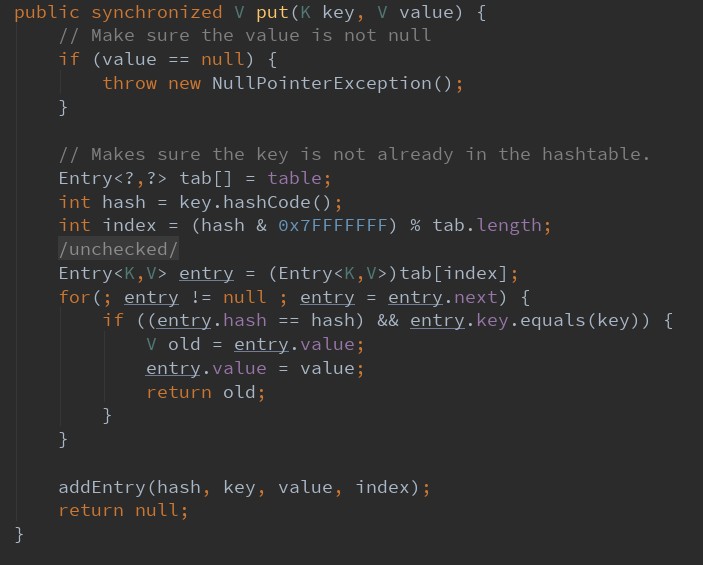 public synchronized V put(K key, V value) {
    // Make sure the value is not null
    if (value == null) {
        throw new NullPointerException();
    }

    // Makes sure the key is not already in the hashtable.
    Entry<?,?> tab[] = table;
    int hash = key.hashCode();
    int index = (hash & 0x7FFFFFFF) % tab.length;
    /unchecked/
    Entry<K,V> entry = (Entry<K,V>)tab[index];
    for(; entry != null ; entry = entry.next) {
        if ((entry.hash == hash) && entry.key.equals(key)) {
            V old = entry.value;
            entry.value = value;
            return old;
        }
    }

    addEntry(hash, key, value, index);
    return null;
}